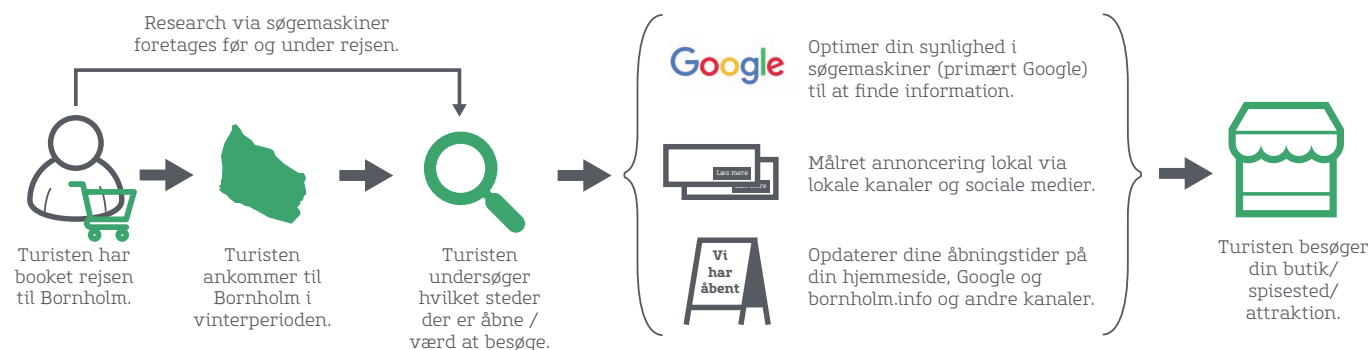 Research via søgemaskiner
foretages før og under rejsen.
Turisten har
booket rejsen
til Bornholm.
Turisten
ankommer til
Bornholm i
vinterperioden.
Turisten
undersøger
hvilket steder
der er åbne /
værd at besøge.
Google
Optimer din synlighed i
søgemaskiner (primært Google)
til at finde information.
Læs mere
Målret annoncering lokal via
lokale kanaler og sociale medier.
Vi
har
åbent
Opdaterer dine åbningstider på
din hjemmeside, Google og
bornholm.info og andre kanaler.
Turisten besøger
din butik/
spisested/
attraktion.